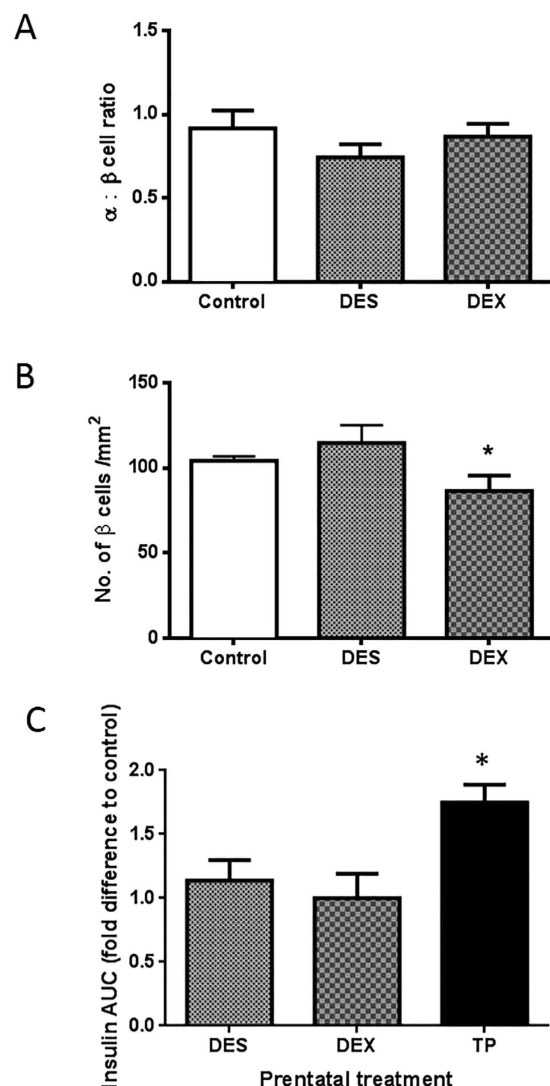 A
α : β cell ratio
1.5
1.0
0.5
0.0
Control DES DEX
B
No. of β cells /mm²
150
100
50
0
*
Control DES DEX
C
Insulin AUC (fold difference to control)
2.0
1.5
1.0
0.5
0.0
*
DES DEX TP
Prentatal treatment